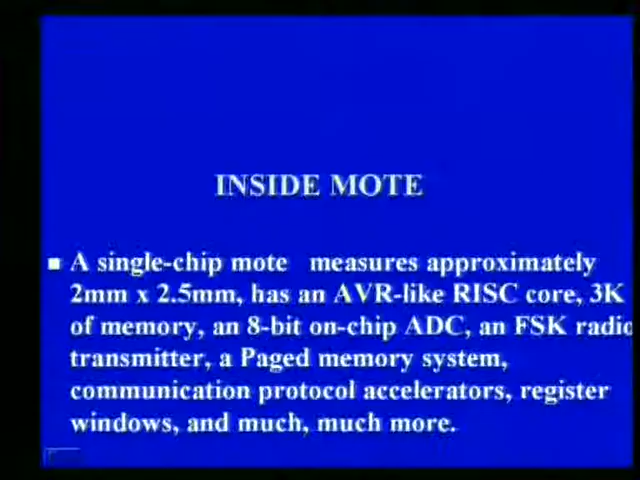 INSIDE MOTE
▪ A single-chip mote measures approximately
2mm x 2.5mm, has an AVR-like RISC core, 3K
of memory, an 8-bit on-chip ADC, an FSK radio
transmitter, a Paged memory system,
communication protocol accelerators, register
windows, and much, much more.